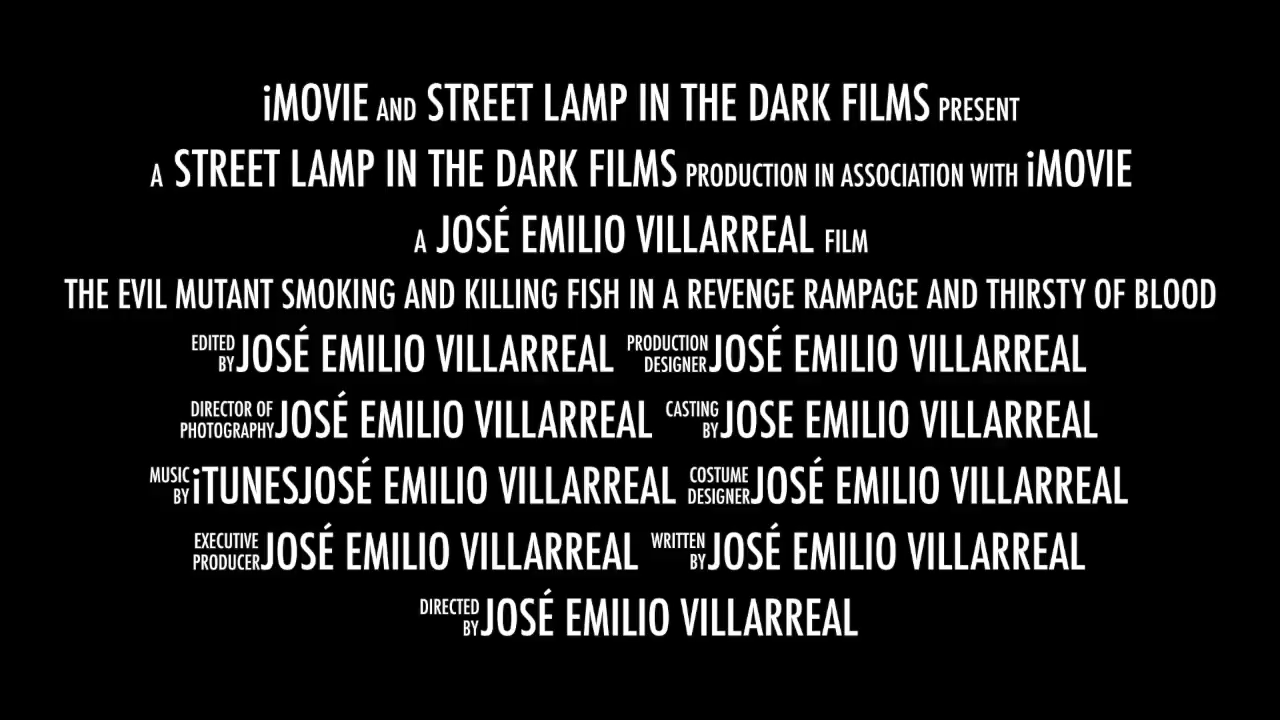 iMOVIE AND STREET LAMP IN THE DARK FILMS PRESENT
A STREET LAMP IN THE DARK FILMS PRODUCTION IN ASSOCIATION WITH iMOVIE
A JOSÉ EMILIO VILLARREAL FILM
THE EVIL MUTANT SMOKING AND KILLING FISH IN A REVENGE RAMPAGE AND THIRSTY OF BLOOD
EDITED BY JOSÉ EMILIO VILLARREAL PRODUCTION DESIGNER JOSÉ EMILIO VILLARREAL
DIRECTOR OF PHOTOGRAPHY JOSÉ EMILIO VILLARREAL CASTING BY JOSE EMILIO VILLARREAL
MUSIC BY iTUNESJOSÉ EMILIO VILLARREAL COSTUME DESIGNER JOSÉ EMILIO VILLARREAL
EXECUTIVE PRODUCER JOSÉ EMILIO VILLARREAL WRITTEN BY JOSÉ EMILIO VILLARREAL
DIRECTED BY JOSÉ EMILIO VILLARREAL